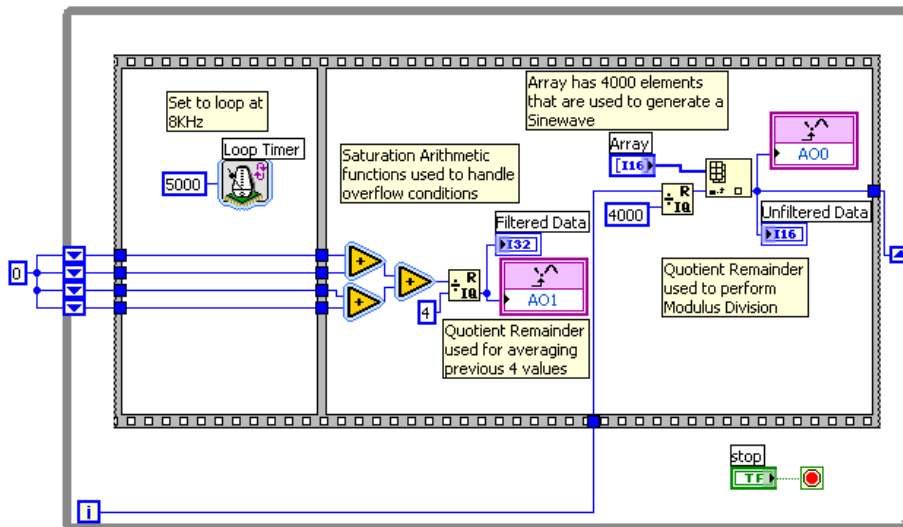 Set to loop at
8KHz
Loop Timer
5000
Saturation Arithmetic
functions used to handle
overflow conditions
Array has 4000 elements
that are used to generate a
Sinewave
Array
[I16]
AO0
R
IQ
4000
Unfiltered Data
I16
Filtered Data
I32
AO1
0
R
IQ
4
Quotient Remainder
used for averaging
previous 4 values
Quotient Remainder
used to perform
Modulus Division
stop
TF
i